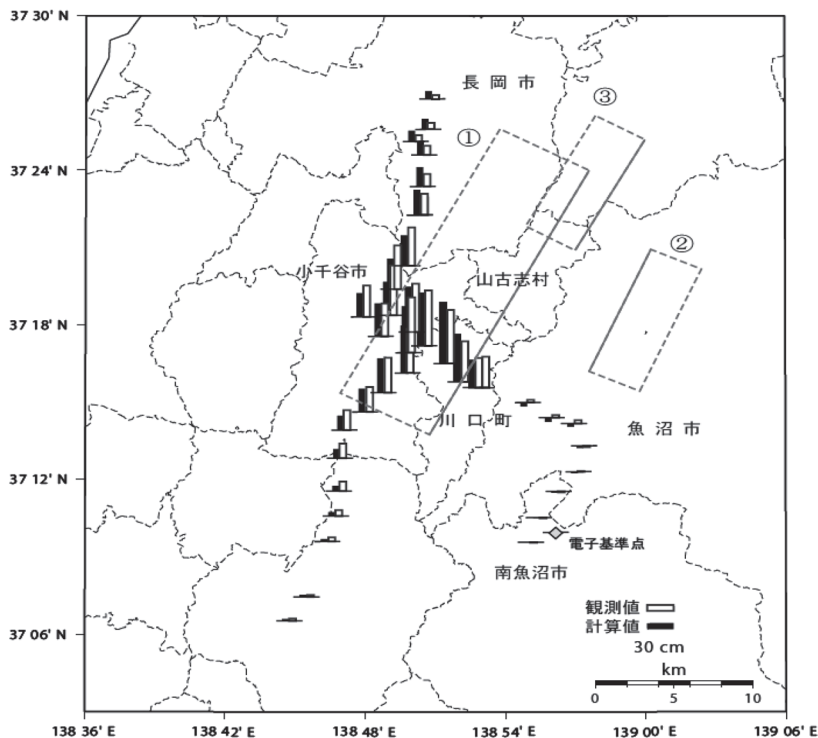 37 30' N
長岡市
③
①
37 24' N
②
小千谷市
山古志村
37 18' N
川口町
魚沼市
37 12' N
電子基準点
南魚沼市
観測値
計算値
37 06' N
30 cm
km
0 5 10
138 36' E 138 42' E 138 48' E 138 54' E 139 00' E 139 06' E